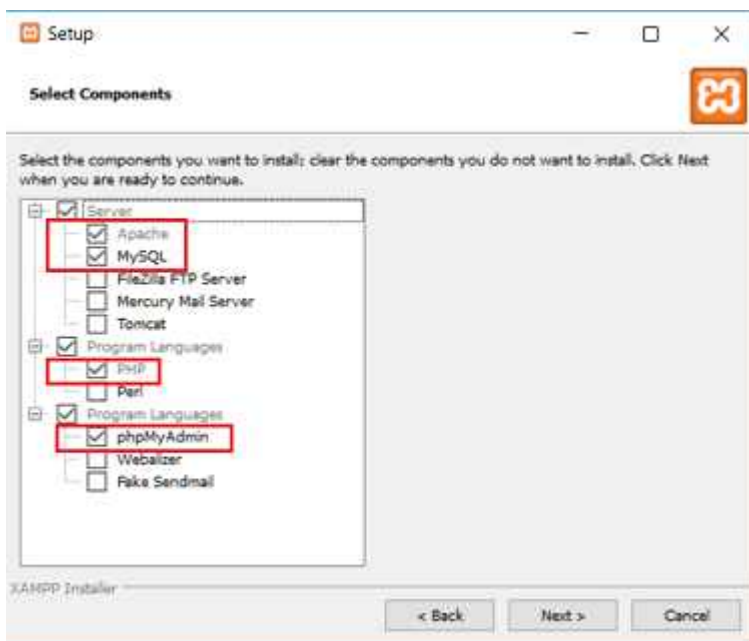 Setup
Select Components
Select the components you want to install; clear the components you do not want to install. Click Next
when you are ready to continue.
Server
Apache
MySQL
FileZilla FTP Server
Mercury Mail Server
Tomcat
Program Languages
PHP
Perl
Program Languages
phpMyAdmin
Webalizer
Fake Sendmail
XAMPP Installer
< Back
Next >
Cancel